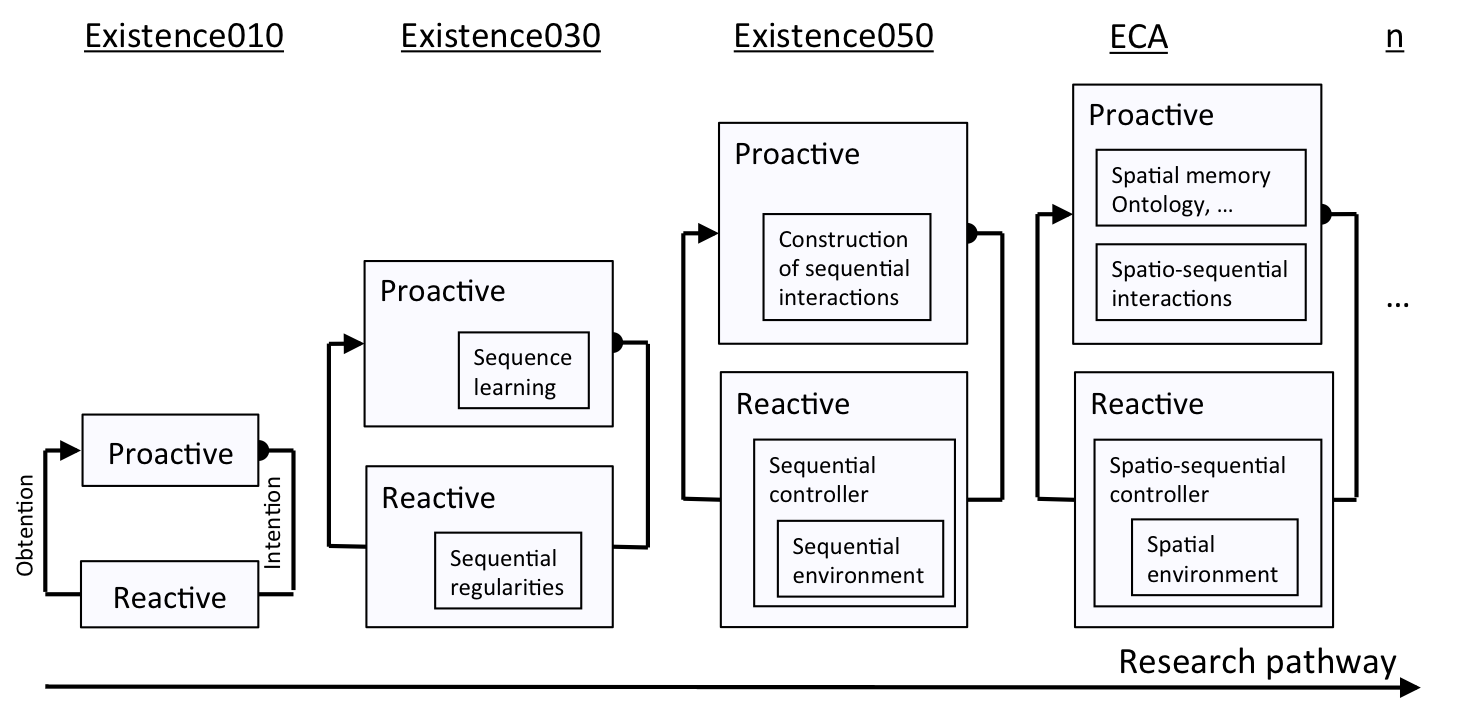 Existence010
Existence030
Existence050
ECA
n
Proactive
Reactive
Obtention
Intention
Proactive
Sequence
learning
Reactive
Sequential
regularities
Proactive
Construction
of sequential
interactions
Reactive
Sequential
controller
Sequential
environment
Proactive
Spatial memory
Ontology, ...
Spatio-sequential
interactions
Reactive
Spatio-sequential
controller
Spatial
environment
...
Research pathway